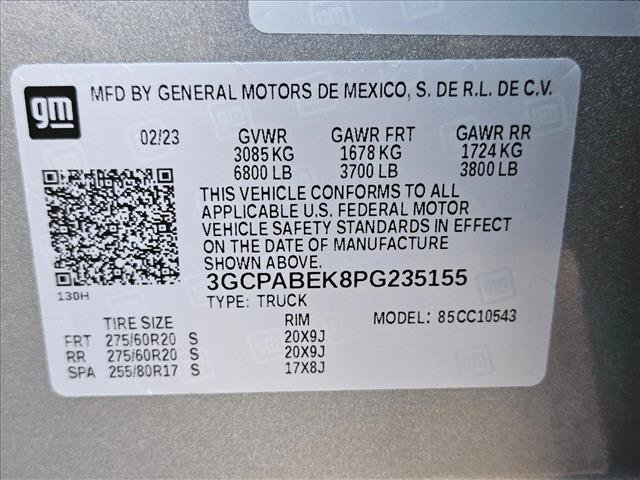 gm
MFD BY GENERAL MOTORS DE MEXICO, S. DE R.L. DE C.V.
02/23 GVWR GAWR FRT GAWR RR
3085 KG 1678 KG 1724 KG
6800 LB 3700 LB 3800 LB
THIS VEHICLE CONFORMS TO ALL
APPLICABLE U.S. FEDERAL MOTOR
VEHICLE SAFETY STANDARDS IN EFFECT
ON THE DATE OF MANUFACTURE
SHOWN ABOVE.
130H
3GCPABEK8PG235155
TYPE: TRUCK
MODEL: 85CC10543
TIRE SIZE RIM
FRT 275/60R20 S 20X9J
RR 275/60R20 S 20X9J
SPA 255/80R17 S 17X8J